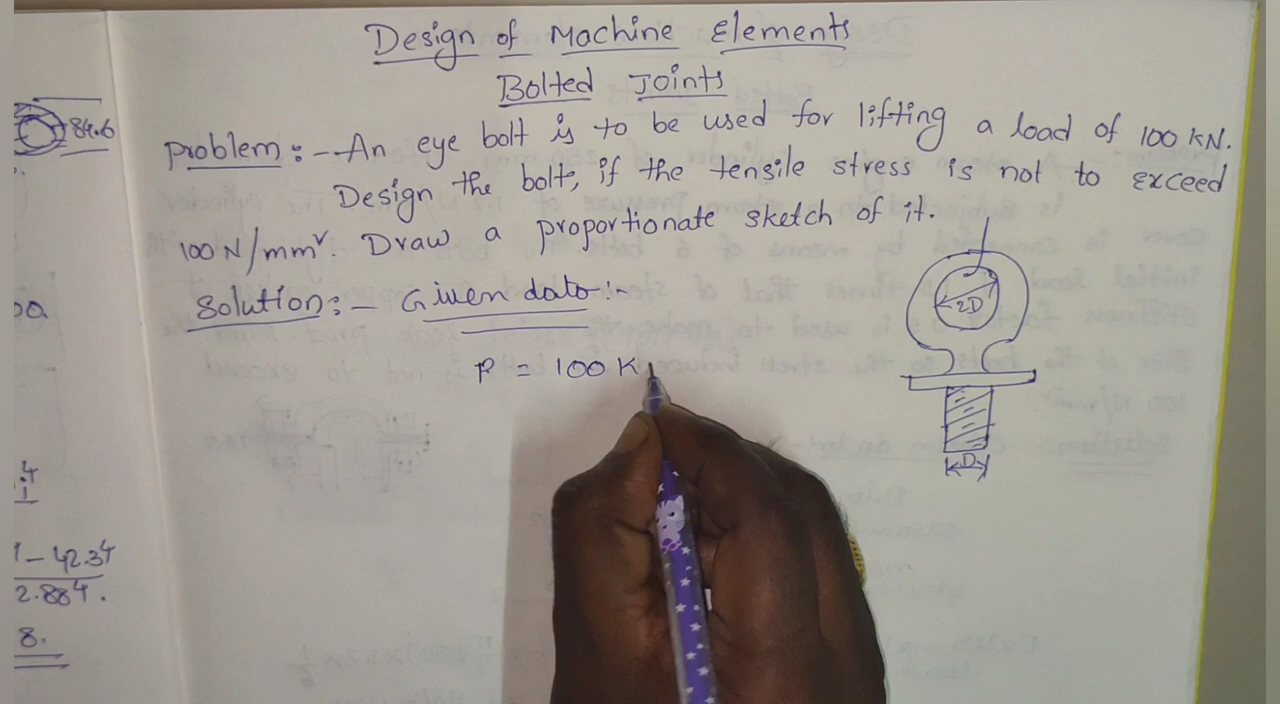 Design of Machine Elements
Bolted Joints
Problem:- An eye bolt is to be used for lifting a load of 100 KN.
Design the bolt, if the tensile stress is not to exceed
100 N/mm². Draw a proportionate sketch of it.
Solution:- Given data:-
P = 100 K
2D
D
84.6
.4
1-42.34
2.884.
8.